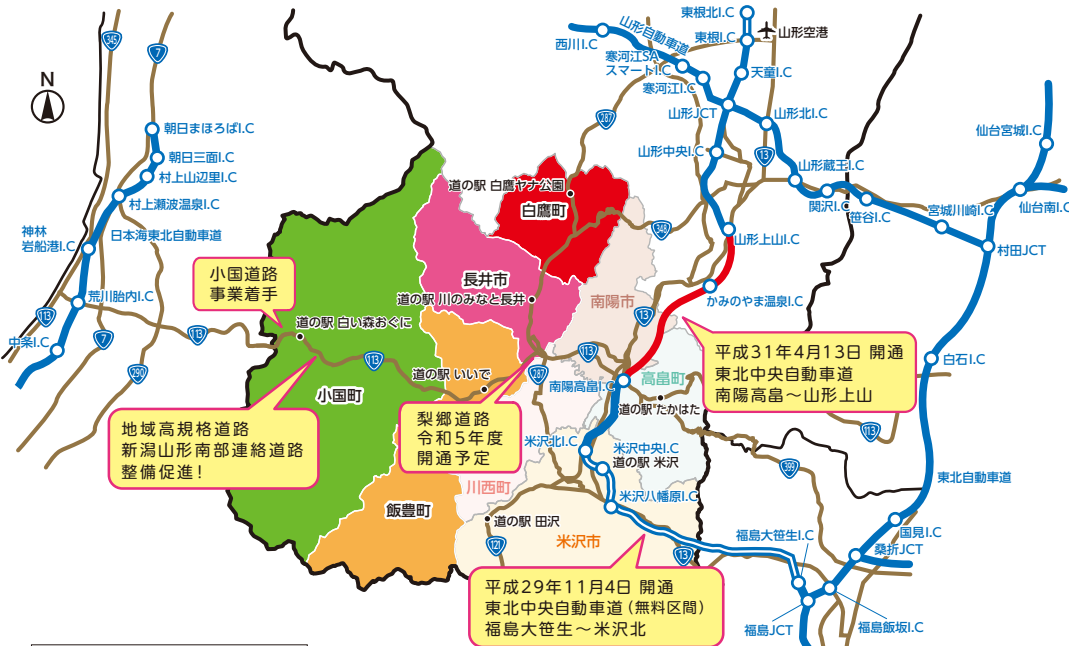 東根北I.C
東根I.C
山形空港
西川I.C
山形自動車道
寒河江SA
スマートI.C
寒河江I.C
天童I.C
山形JCT
山形北I.C
山形中央I.C
山形蔵王I.C
関沢I.C
笹谷I.C
宮城川崎I.C
仙台宮城I.C
仙台南I.C
村田JCT
山形上山I.C
かみのやま温泉I.C
白石I.C
345
7
N
朝日まほろばI.C
朝日三面I.C
村上山辺里I.C
村上瀬波温泉I.C
神林
岩船港I.C
日本海東北自動車道
荒川胎内I.C
中条I.C
113
7
290
113
287
13
348
13
道の駅 白鷹ヤナ公園
白鷹町
長井市
道の駅 川のみなと長井
南陽市
小国道路
事業着手
道の駅 白い森おぐに
113
小国町
道の駅 いいで
287
113
南陽高畠I.C
高畠町
道の駅 たかはた
平成31年4月13日 開通
東北中央自動車道
南陽高畠～山形上山
地域高規格道路
新潟山形南部連絡道路
整備促進！
梨郷道路
令和5年度
開通予定
米沢北I.C
米沢中央I.C
道の駅 米沢
川西町
米沢八幡原I.C
飯豊町
道の駅 田沢
121
米沢市
13
113
399
東北自動車道
国見I.C
桑折JCT
福島大笹生I.C
福島JCT
福島飯坂I.C
平成29年11月4日 開通
東北中央自動車道（無料区間）
福島大笹生～米沢北